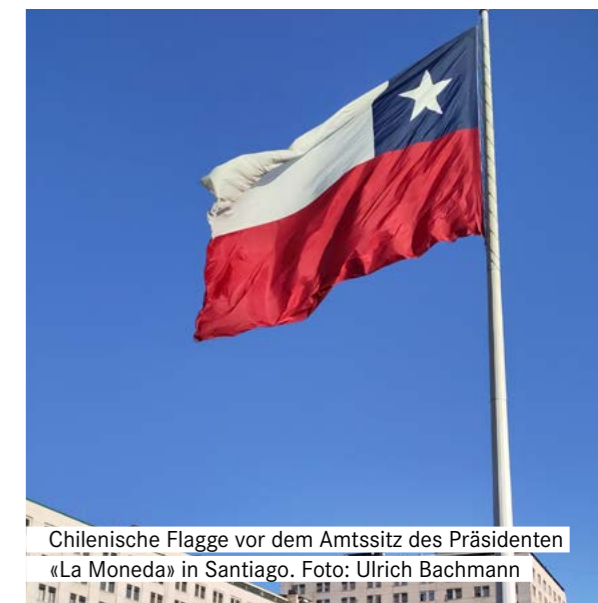 Chilenische Flagge vor dem Amtssitz des Präsidenten
«La Moneda» in Santiago. Foto: Ulrich Bachmann